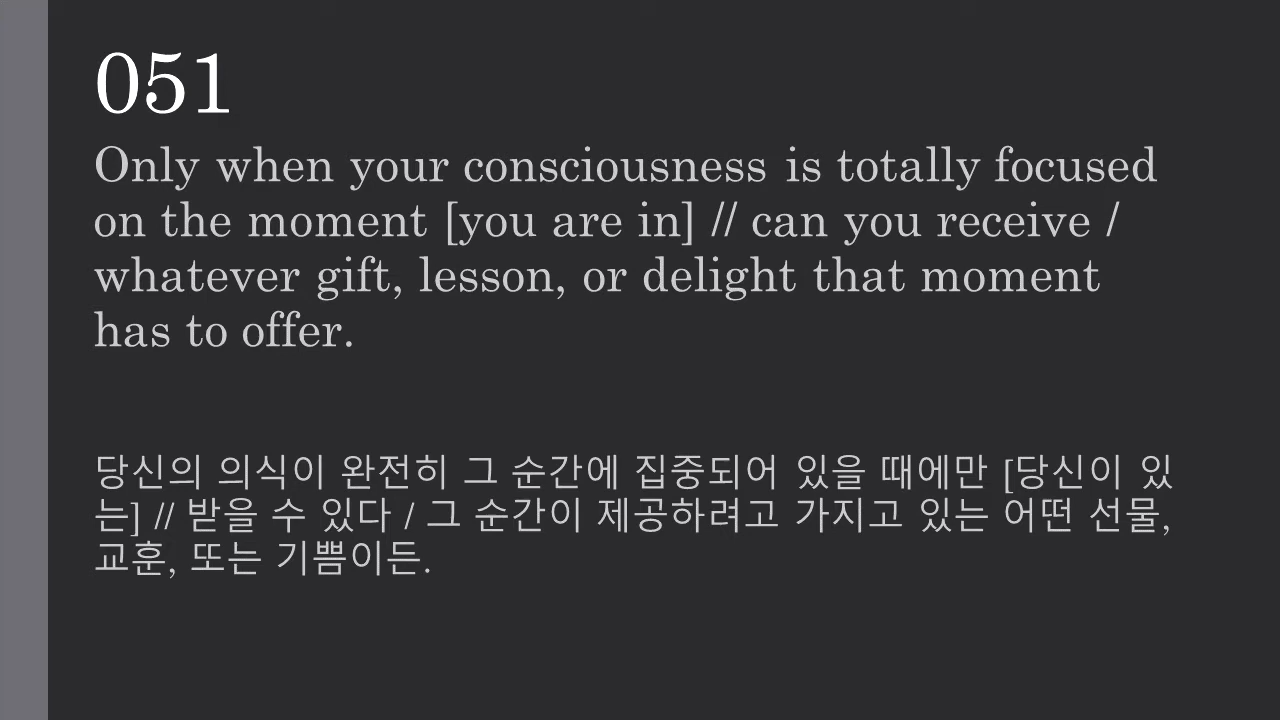 051
Only when your consciousness is totally focused
on the moment [you are in] // can you receive /
whatever gift, lesson, or delight that moment
has to offer.
당신의 의식이 완전히 그 순간에 집중되어 있을 때에만 [당신이 있
는] // 받을 수 있다 / 그 순간이 제공하려고 가지고 있는 어떤 선물,
교훈, 또는 기쁨이든.